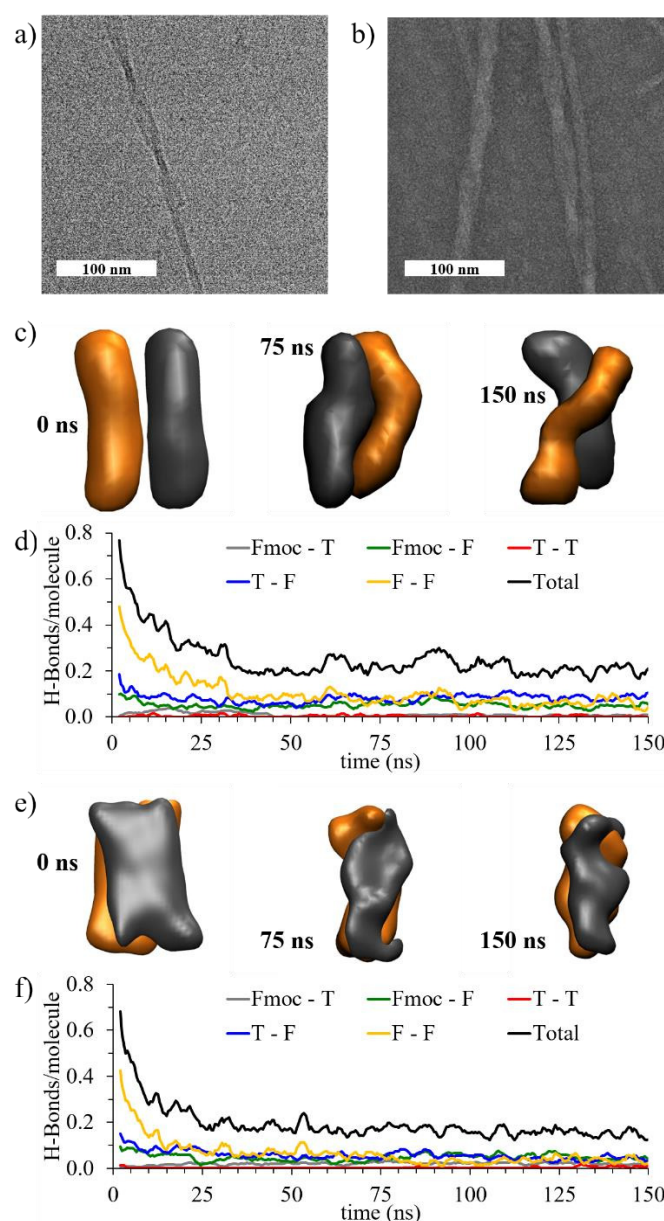 a)
b)
100 nm
100 nm
c)
0 ns
75 ns
150 ns
d)
0.8
0.6
0.4
0.2
0.0
H-Bonds/molecule
Fmoc - T
Fmoc - F
T - T
T - F
F - F
Total
0
25
50
75
100
125
150
time (ns)
e)
0 ns
75 ns
150 ns
f)
0.8
0.6
0.4
0.2
0.0
H-Bonds/molecule
Fmoc - T
Fmoc - F
T - T
T - F
F - F
Total
0
25
50
75
100
125
150
time (ns)